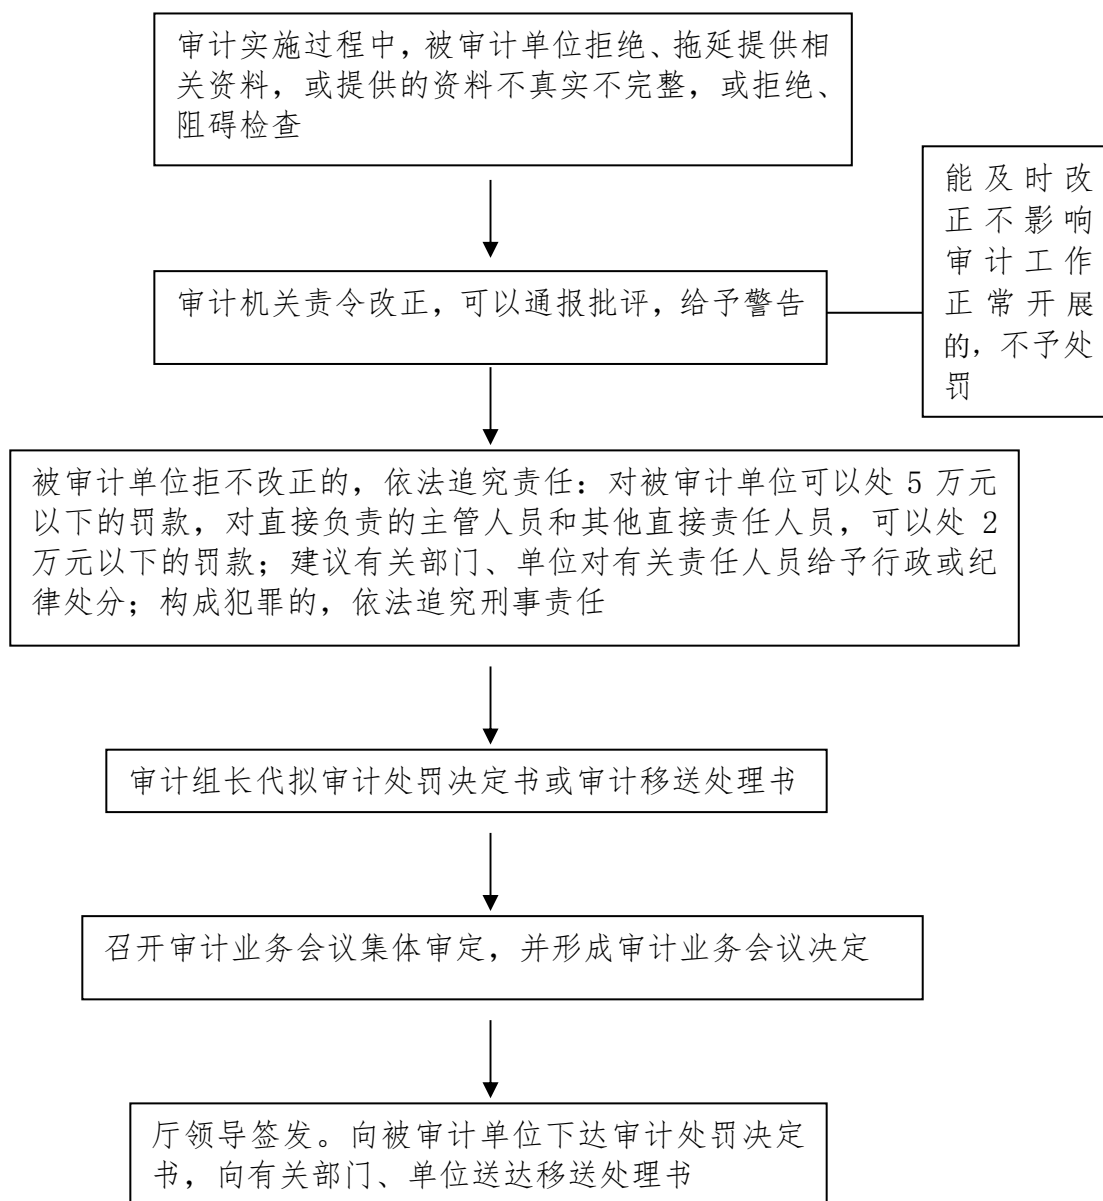 审计实施过程中，被审计单位拒绝、拖延提供相
关资料，或提供的资料不真实不完整，或拒绝、
阻碍检查
能及时改
正不影响
审计工作
正常开展
的，不予处
罚
审计机关责令改正，可以通报批评，给予警告
被审计单位拒不改正的，依法追究责任：对被审计单位可以处 5 万元
以下的罚款，对直接负责的主管人员和其他直接责任人员，可以处 2
万元以下的罚款；建议有关部门、单位对有关责任人员给予行政或纪
律处分；构成犯罪的，依法追究刑事责任
审计组长代拟审计处罚决定书或审计移送处理书
召开审计业务会议集体审定，并形成审计业务会议决定
厅领导签发。向被审计单位下达审计处罚决定
书，向有关部门、单位送达移送处理书